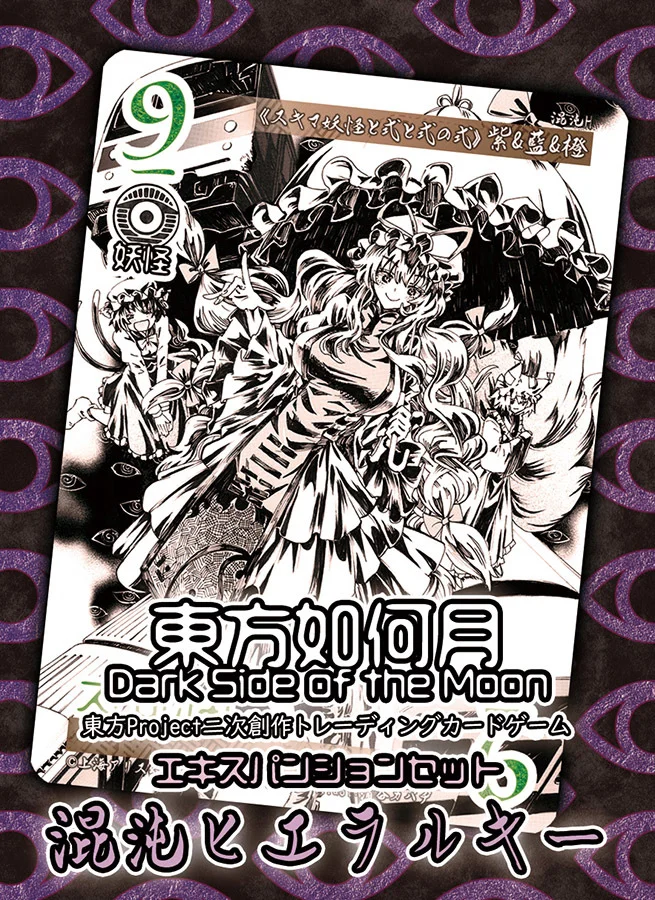 9
《スキマ妖怪と式と式の式》 紫&藍&橙
混沌H
妖怪
東方如何月
Dark Side of the Moon
東方Project二次創作トレーディングカードゲーム
エキスパンションセット
混沌ヒエラルキー